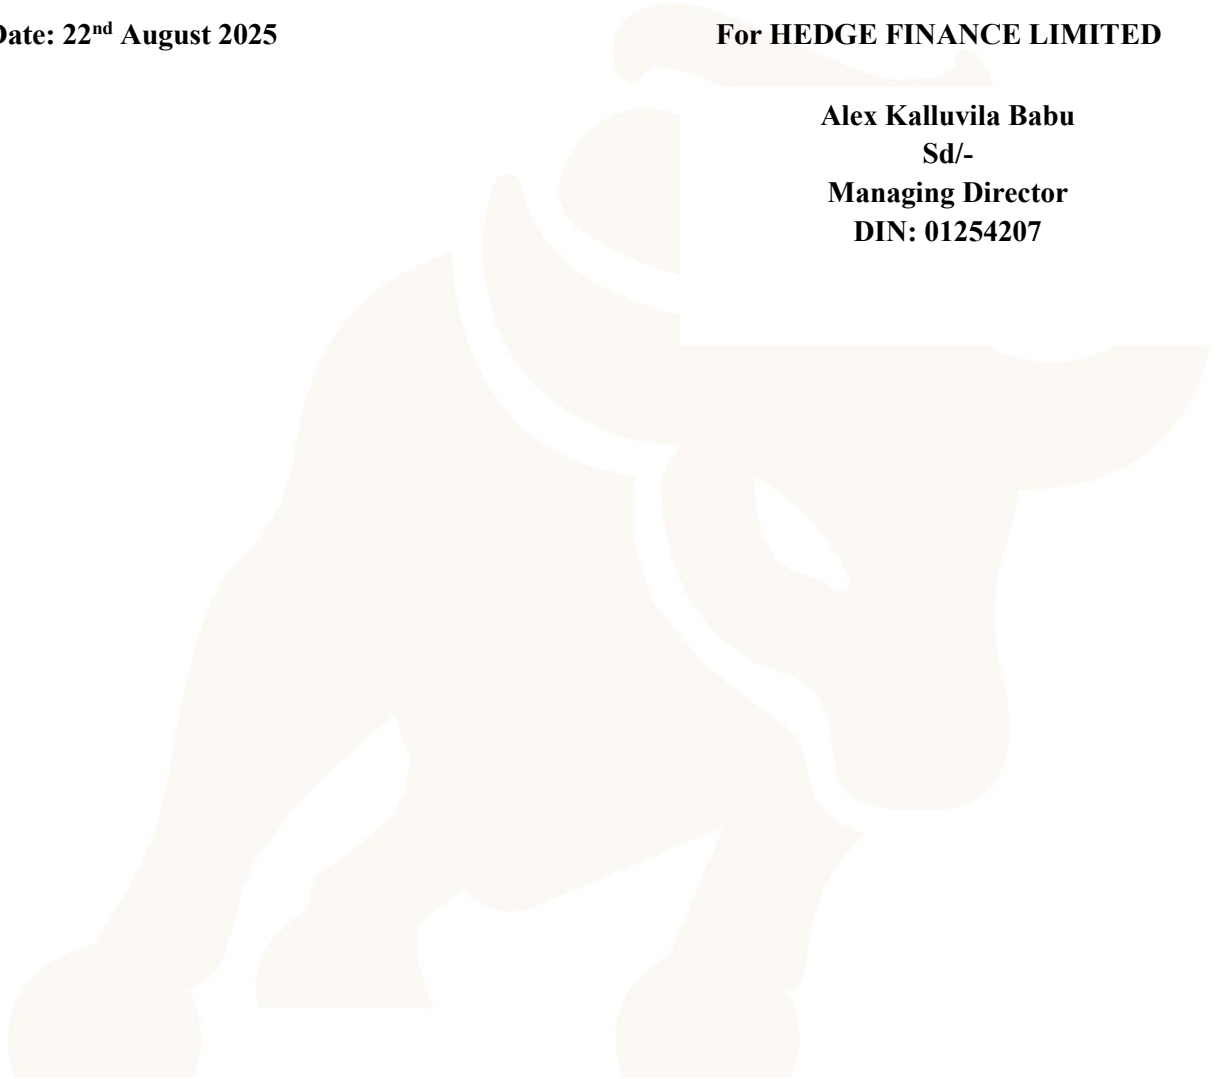 Date: 22nd August 2025
For HEDGE FINANCE LIMITED
Alex Kalluvila Babu
Sd/-
Managing Director
DIN: 01254207